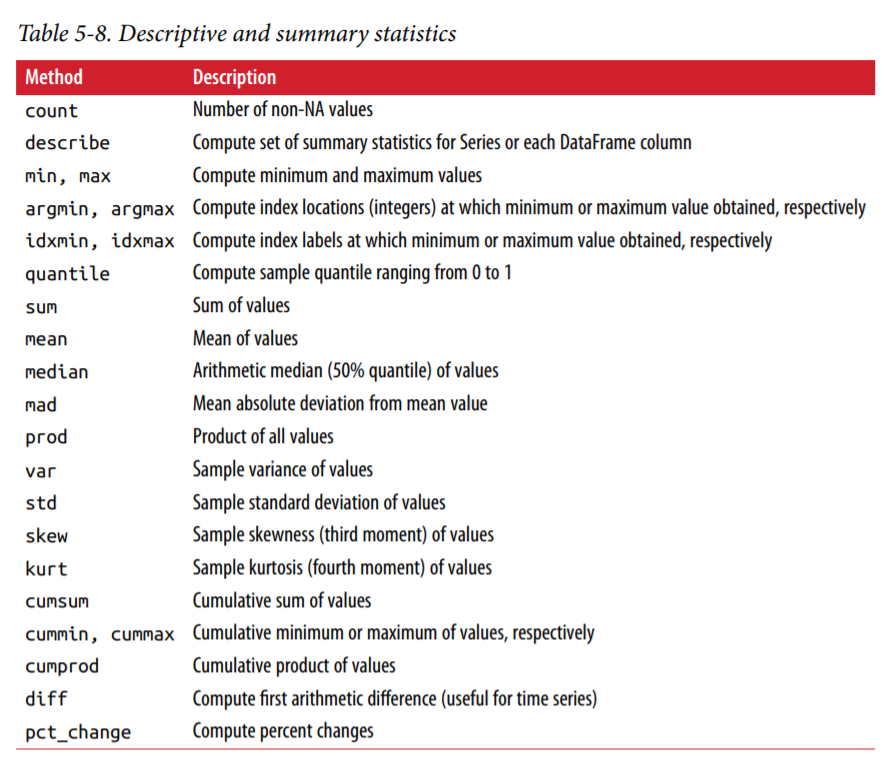 Table 5-8. Descriptive and summary statistics
Method Description
count Number of non-NA values
describe Compute set of summary statistics for Series or each DataFrame column
min, max Compute minimum and maximum values
argmin, argmax Compute index locations (integers) at which minimum or maximum value obtained, respectively
idxmin, idxmax Compute index labels at which minimum or maximum value obtained, respectively
quantile Compute sample quantile ranging from 0 to 1
sum Sum of values
mean Mean of values
median Arithmetic median (50% quantile) of values
mad Mean absolute deviation from mean value
prod Product of all values
var Sample variance of values
std Sample standard deviation of values
skew Sample skewness (third moment) of values
kurt Sample kurtosis (fourth moment) of values
cumsum Cumulative sum of values
cummin, cummax Cumulative minimum or maximum of values, respectively
cumprod Cumulative product of values
diff Compute first arithmetic difference (useful for time series)
pct_change Compute percent changes